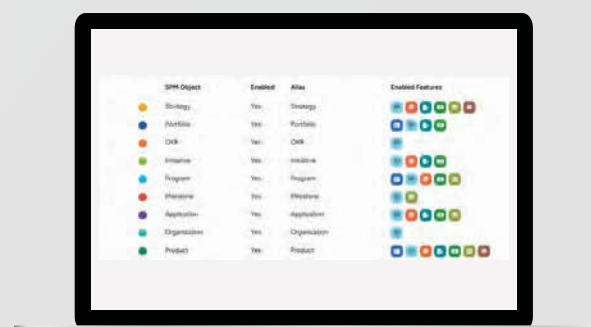 SPM Object Enabled Alias Enabled Features
Strategy Yes Strategy
Portfolio Yes Portfolio
OKR Yes OKR
Initiative Yes Initiative
Program Yes Program
Milestone Yes Milestone
Application Yes Application
Organization Yes Organization
Product Yes Product